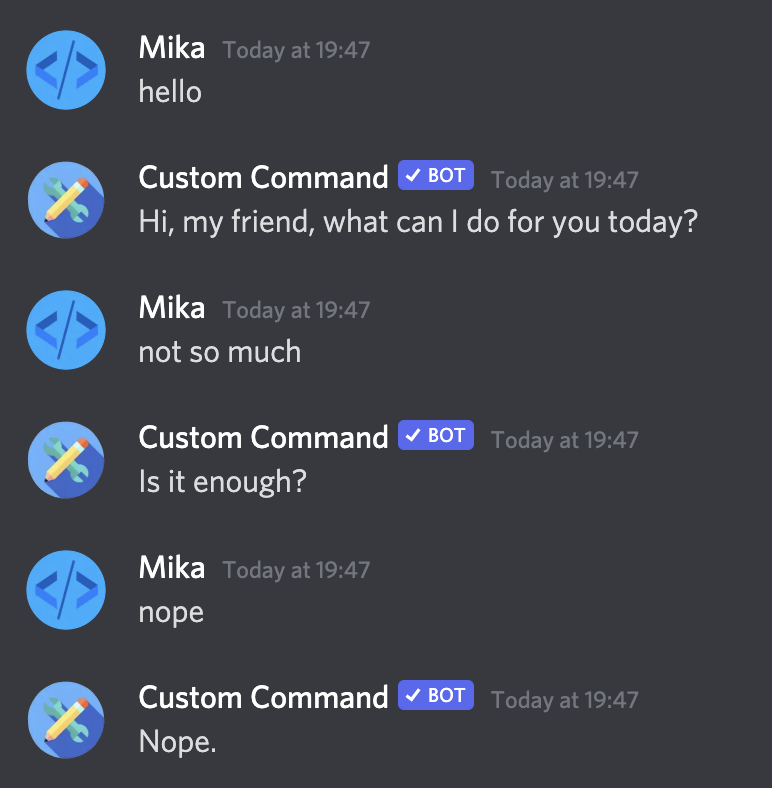 Mika Today at 19:47
hello
Custom Command ✓ BOT Today at 19:47
Hi, my friend, what can I do for you today?
Mika Today at 19:47
not so much
Custom Command ✓ BOT Today at 19:47
Is it enough?
Mika Today at 19:47
nope
Custom Command ✓ BOT Today at 19:47
Nope.